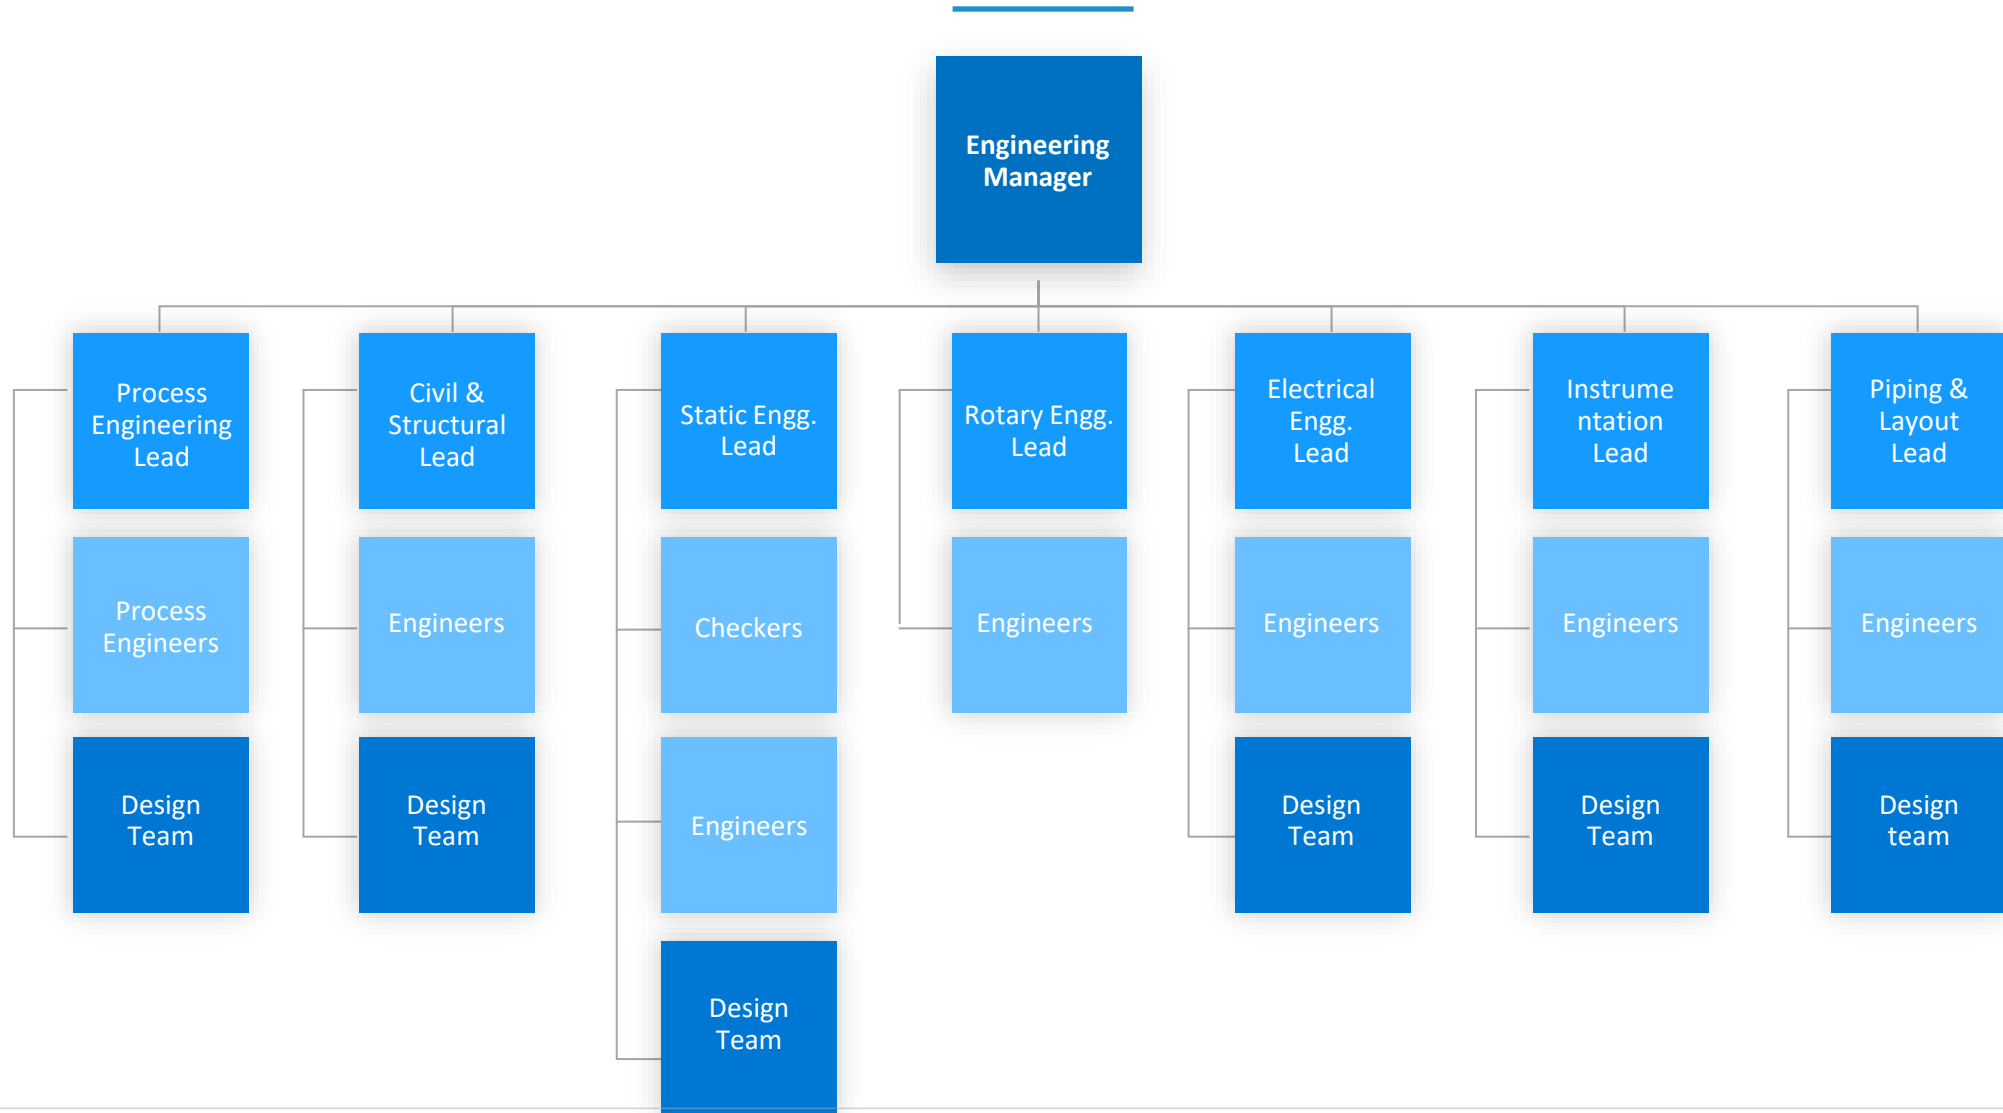 Engineering
Manager
Process
Engineering
Lead
Civil &
Structural
Lead
Static Engg.
Lead
Rotary Engg.
Lead
Electrical
Engg.
Lead
Instrume
ntation
Lead
Piping &
Layout
Lead
Process
Engineers
Engineers
Checkers
Engineers
Engineers
Engineers
Engineers
Design
Team
Design
Team
Engineers
Design
Team
Design
Team
Design
team
Design
Team